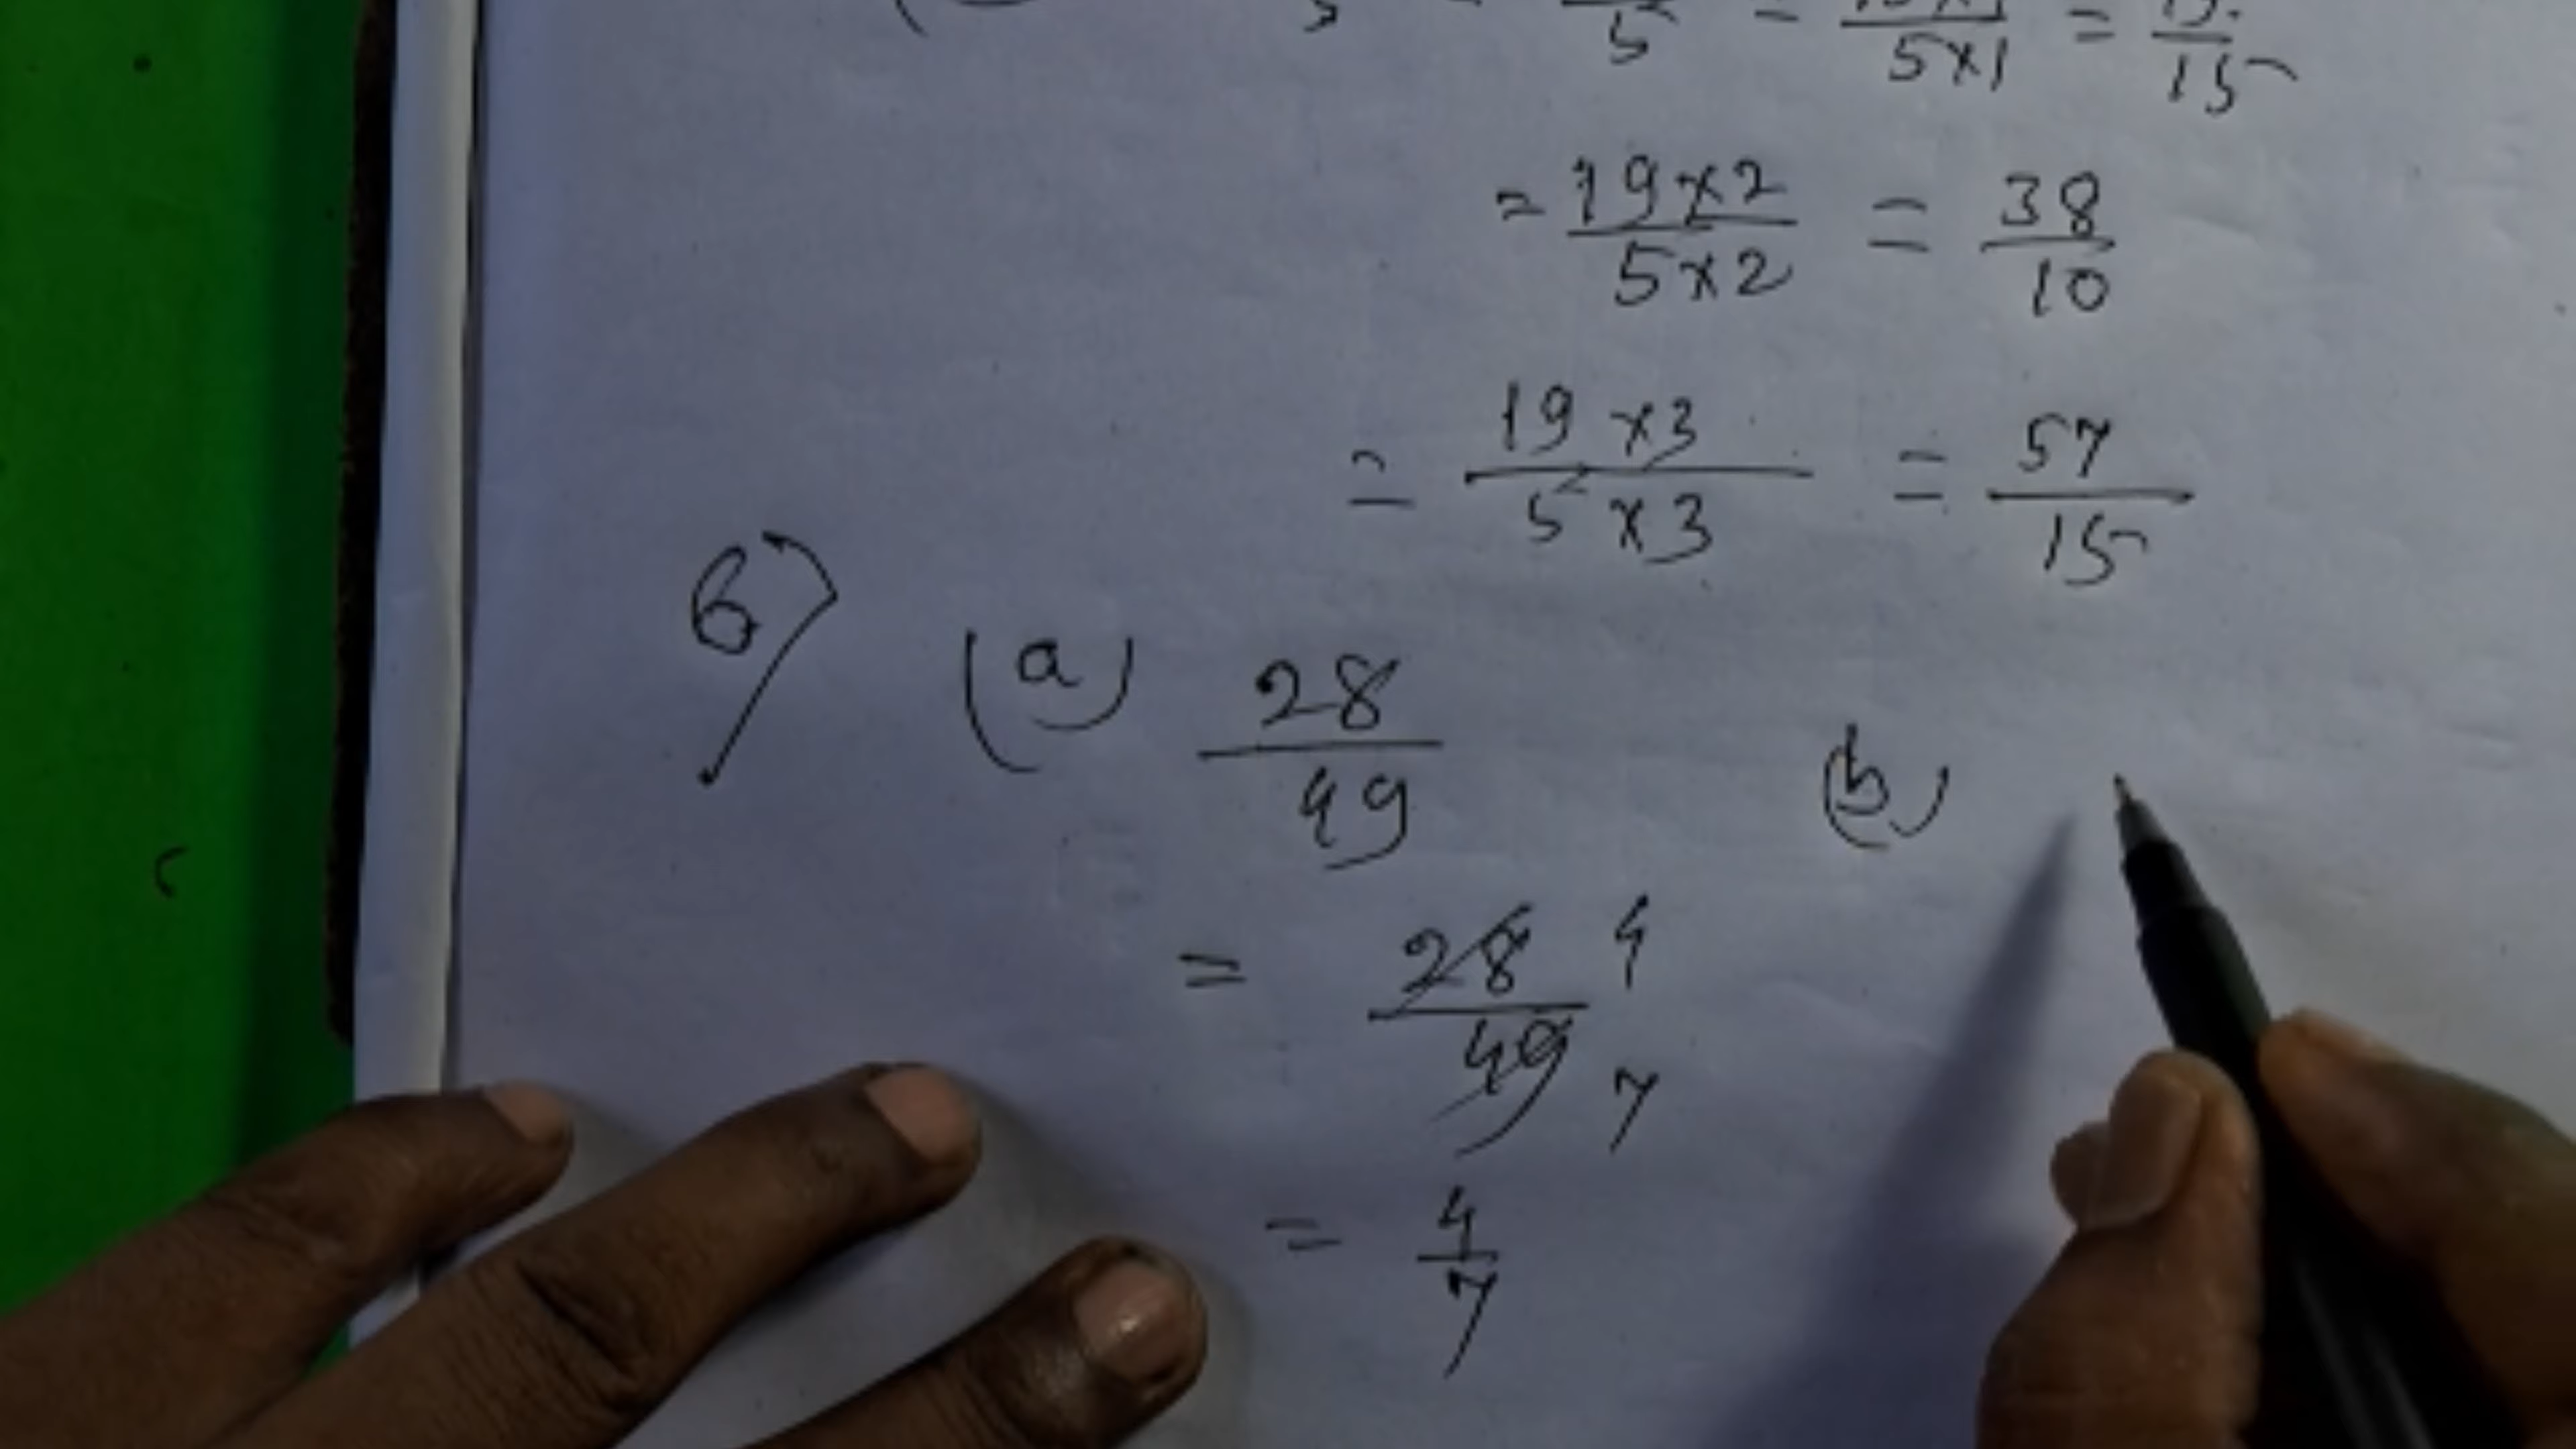 5 = 5×1 = 15
= 19×2 / 5×2 = 38 / 10
= 19×3 / 5×3 = 57 / 15
6) (a) 28 / 49 (b)
= 28 / 49 4 / 7
= 4 / 7